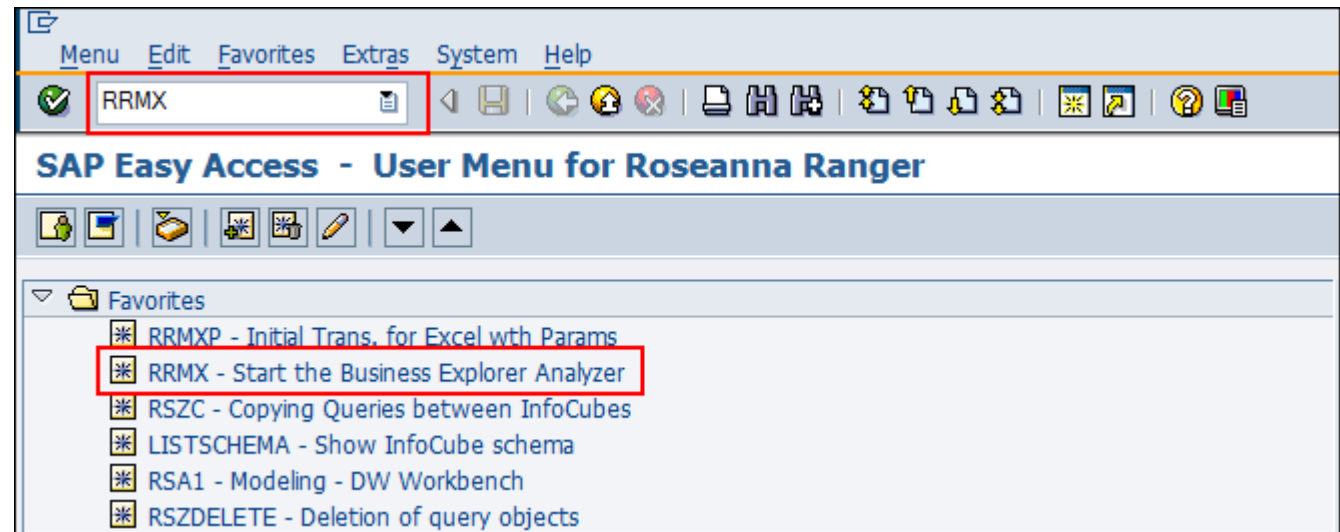 Menu Edit Favorites Extras System Help
RRMX
SAP Easy Access - User Menu for Roseanna Ranger
Favorites
RRMXP - Initial Trans. for Excel wth Params
RRMX - Start the Business Explorer Analyzer
RSZC - Copying Queries between InfoCubes
LISTSCHEMA - Show InfoCube schema
RSA1 - Modeling - DW Workbench
RSZDELETE - Deletion of query objects